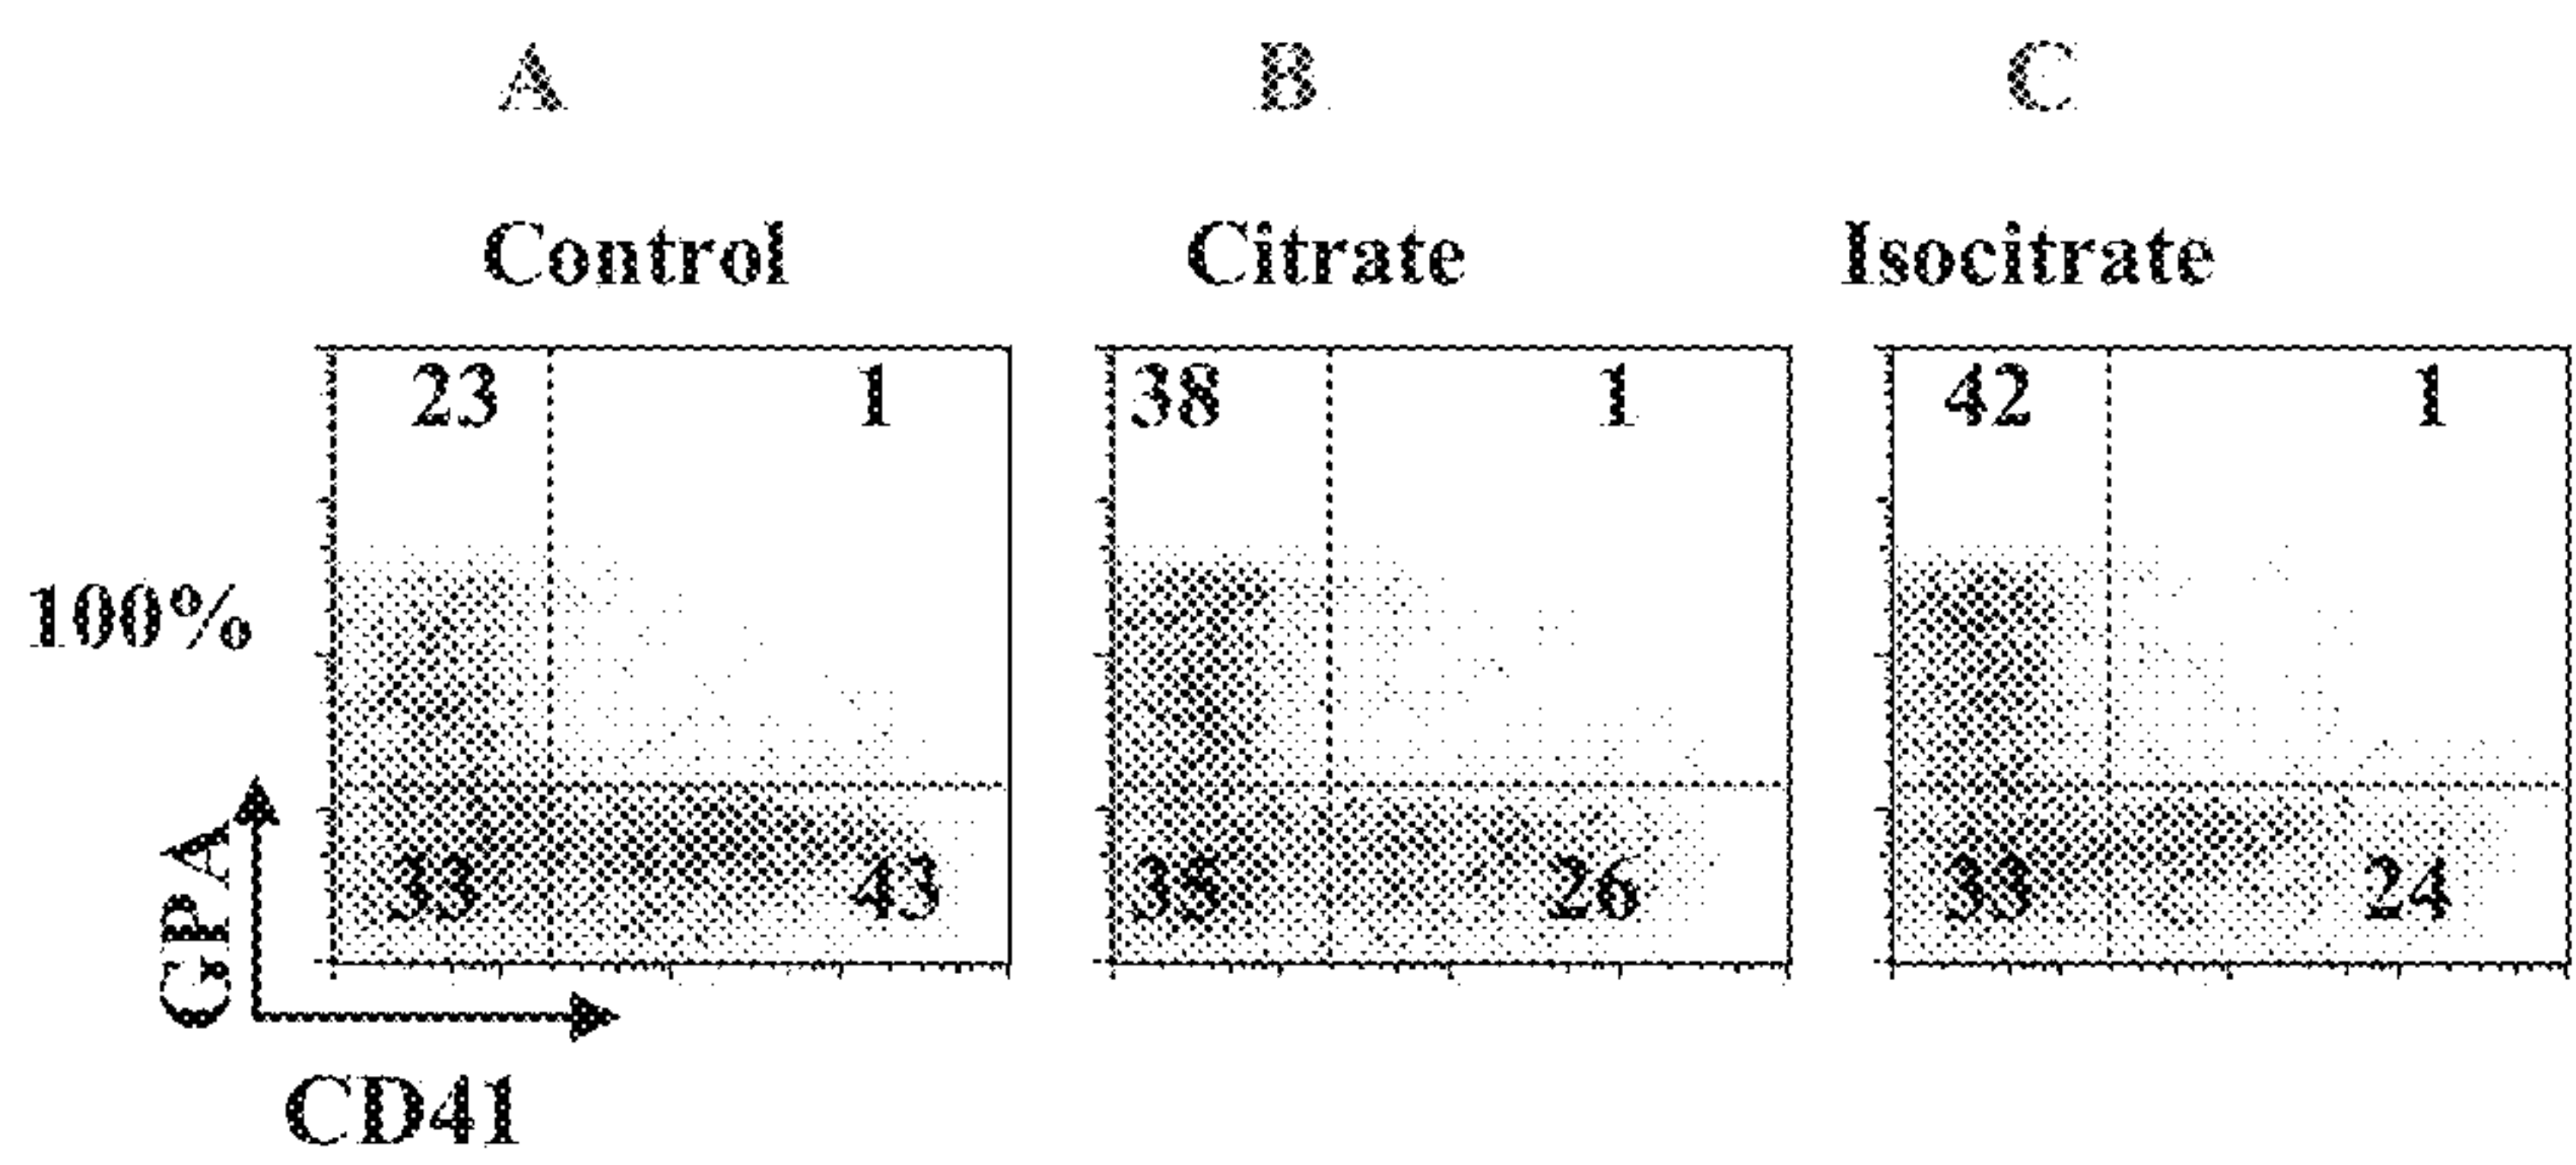 A B C
Control Citrate Isocitrate
23 1 38 1 42 1
100%
33 43 26 33 24
GPA
CD41